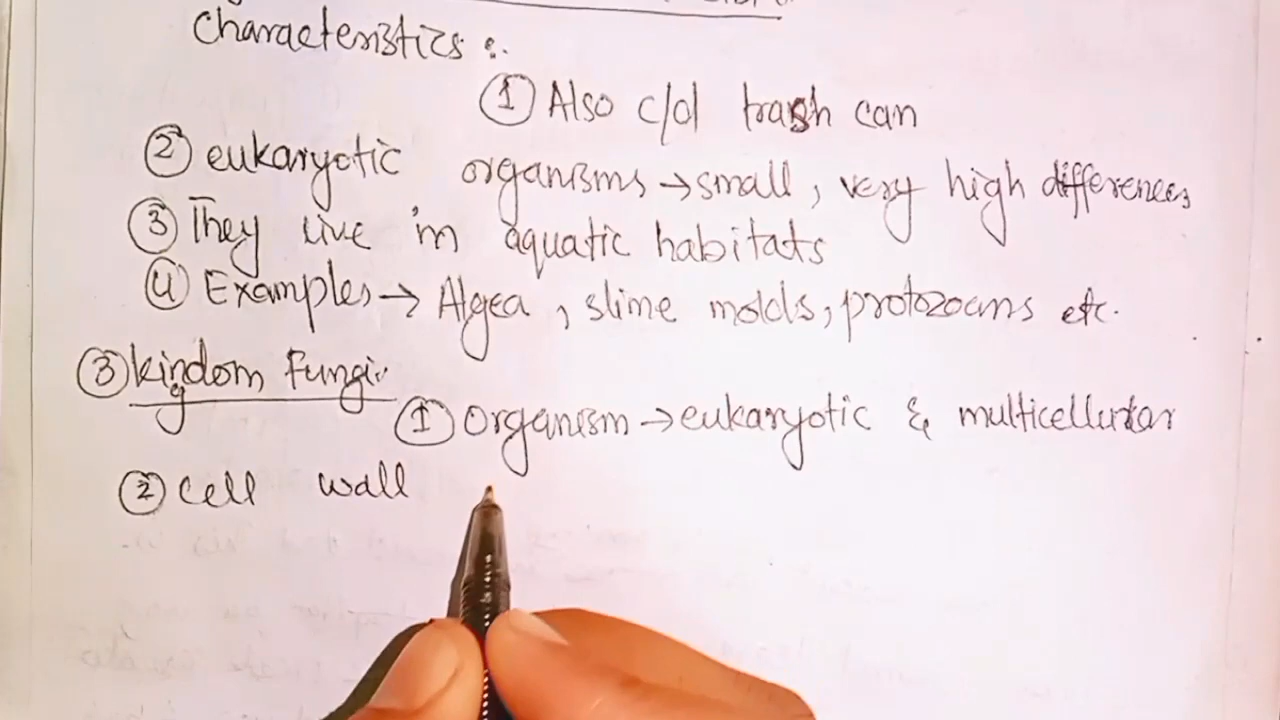 Characteristics :.
① Also c/d trash can
② eukaryotic organisms → small, very high differences
③ They live in aquatic habitats
④ Examples → Algea, slime molds, protozoans etc.
③ kingdom Fungi
① Organism → eukaryotic & multicellular
② cell wall